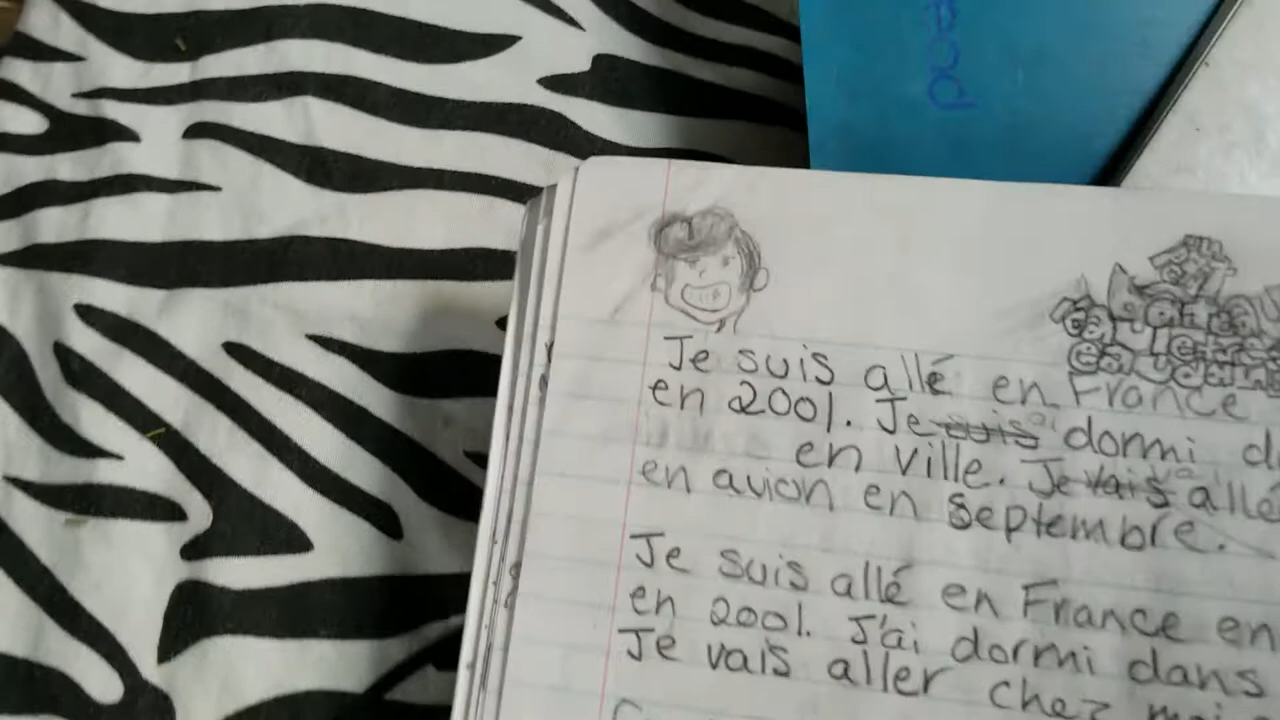 Je suis allé en France
en 2001. Je suis ai dormi
en ville. Je vais allé
en avion en septembre.
Je suis allé en France en
en 2001. J'ai dormi dans
Je vais aller chez